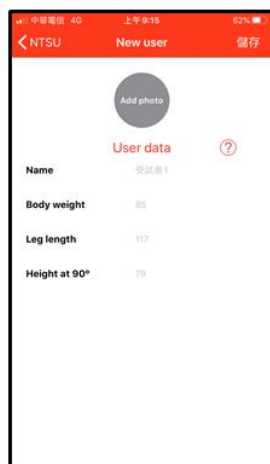 中華電信 4G 上午9:15 62%
NTSU New user 儲存
Add photo
User data ?
Name 受試者1
Body weight 85
Leg length 117
Height at 90º 79